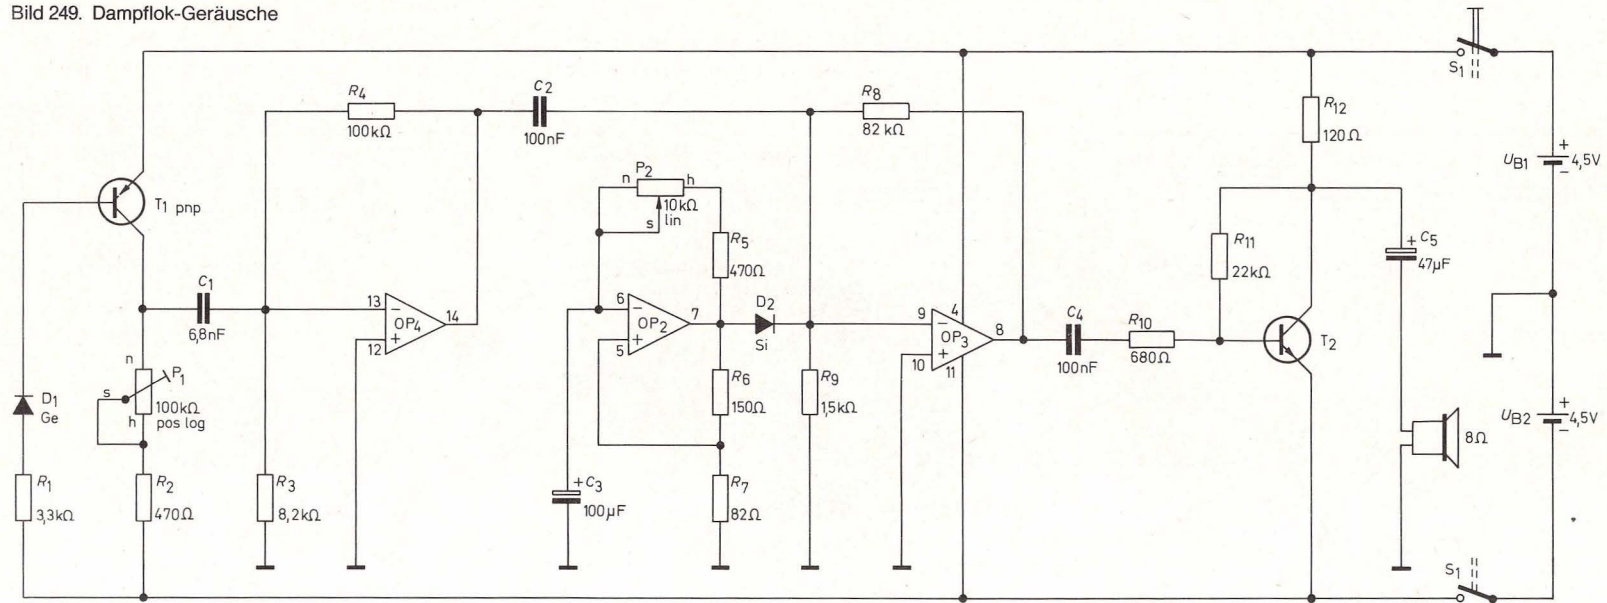 Bild 249. Dampflok-Geräusche
S1
R4
100kΩ
C2
100nF
R8
82 kΩ
R12
120Ω
UB1
+
4,5V
−
T1 pnp
n
P2
h
10kΩ
s
lin
R5
470Ω
R11
22kΩ
+
C5
47µF
C1
6,8nF
13
−
OP4
14
12
+
6
−
OP2
7
5
+
D2
Si
9
−
4
OP3
8
10
+
11
C4
100nF
R10
680Ω
T2
n
P1
s
100kΩ
h
pos log
D1
Ge
R6
150Ω
R9
1,5kΩ
UB2
+
4,5V
−
8Ω
R1
3,3kΩ
R2
470Ω
R3
8,2kΩ
+
C3
100µF
R7
82Ω
S1